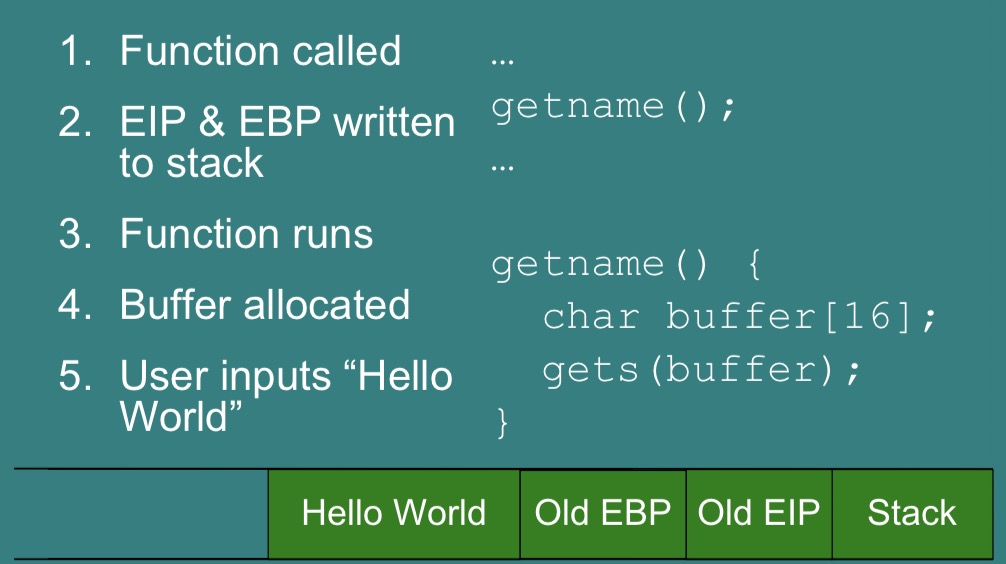 1. Function called
2. EIP & EBP written
to stack
3. Function runs
4. Buffer allocated
5. User inputs “Hello
World”
…
getname();
…
getname() {
char buffer[16];
gets(buffer);
}
Hello World
Old EBP
Old EIP
Stack